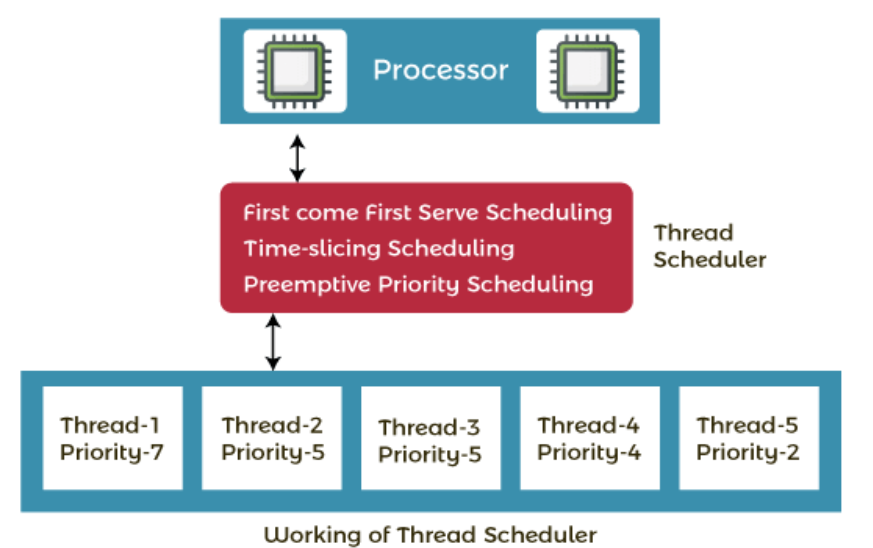 Processor
First come First Serve Scheduling
Time-slicing Scheduling
Preemptive Priority Scheduling
Thread
Scheduler
Thread-1
Priority-7
Thread-2
Priority-5
Thread-3
Priority-5
Thread-4
Priority-4
Thread-5
Priority-2
Working of Thread Scheduler